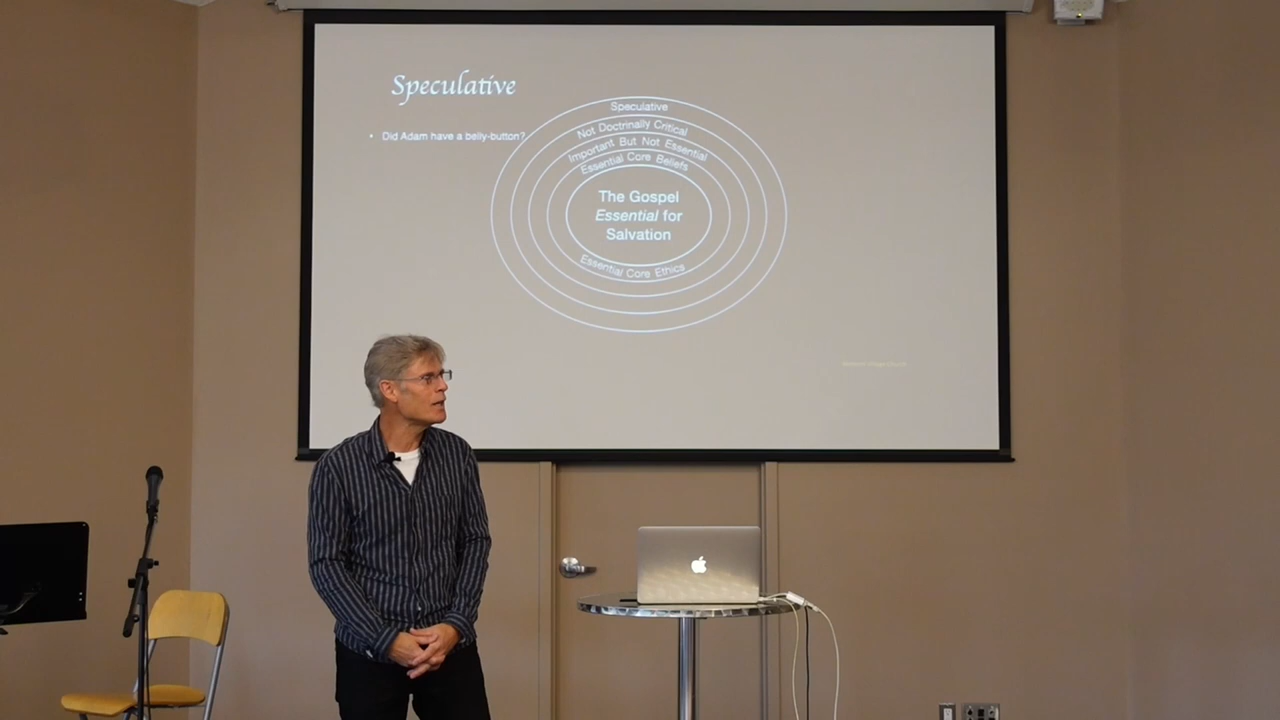 Speculative
• Did Adam have a belly-button?
Speculative
Not Doctrinally Critical
Important But Not Essential
Essential Core Beliefs
The Gospel
Essential for
Salvation
Essential Core Ethics